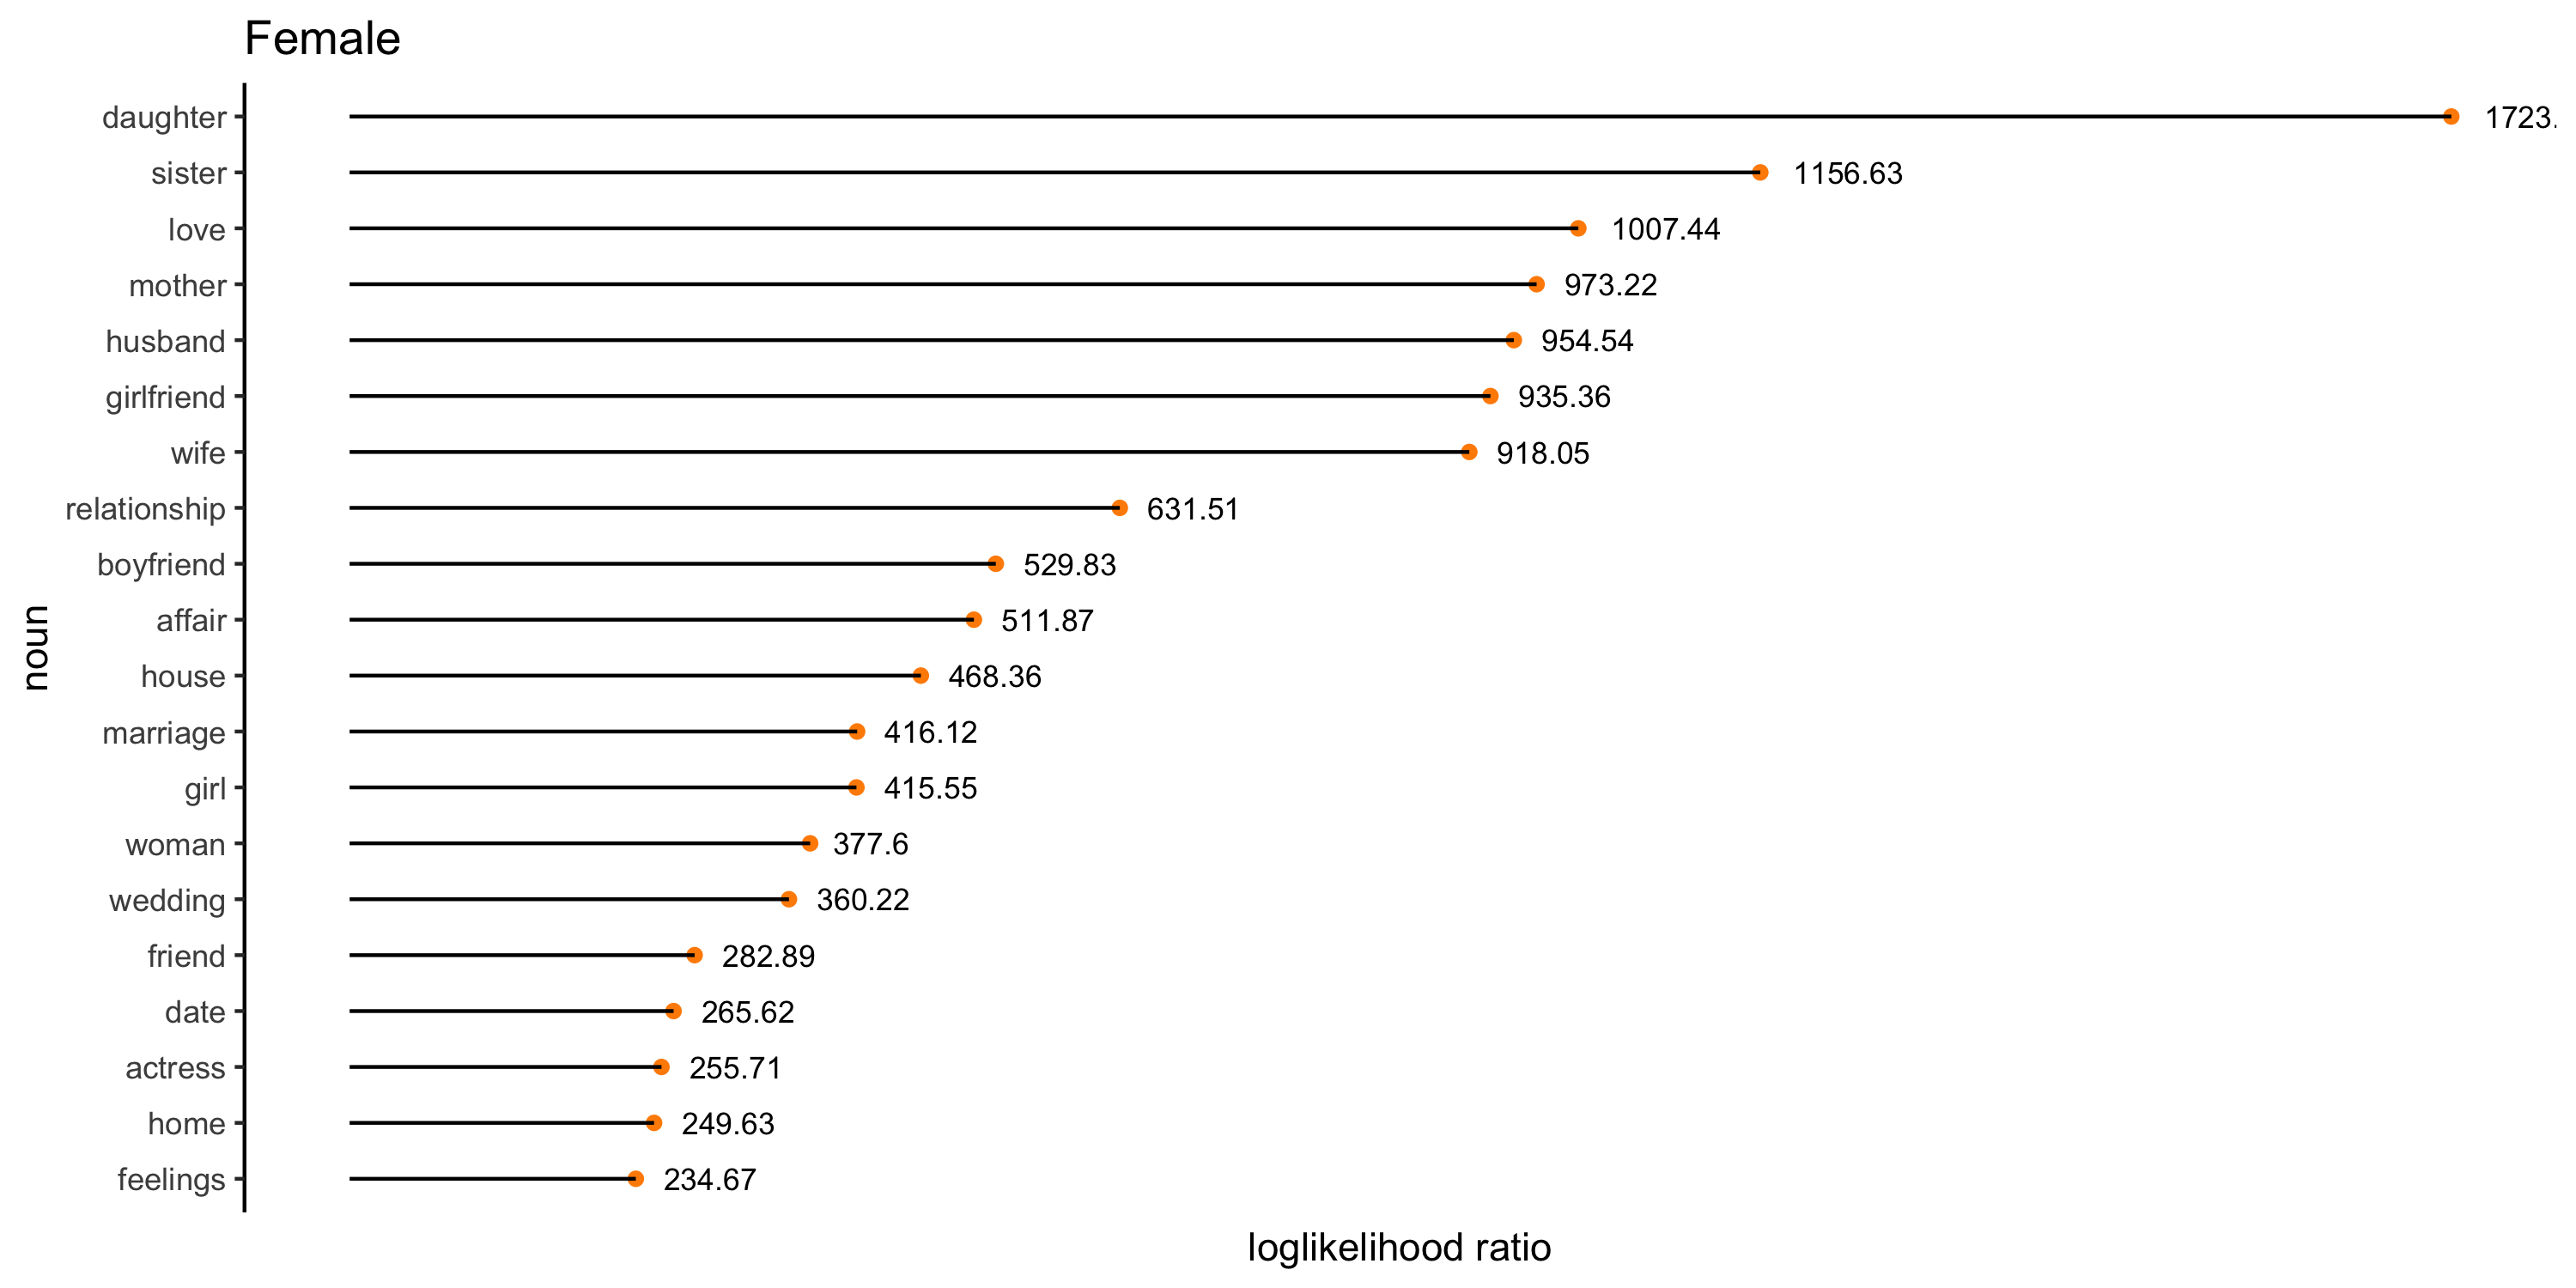 Female
daughter 1723.
sister 1156.63
love 1007.44
mother 973.22
husband 954.54
girlfriend 935.36
wife 918.05
relationship 631.51
boyfriend 529.83
affair 511.87
house 468.36
marriage 416.12
girl 415.55
woman 377.6
wedding 360.22
friend 282.89
date 265.62
actress 255.71
home 249.63
feelings 234.67
noun
loglikelihood ratio